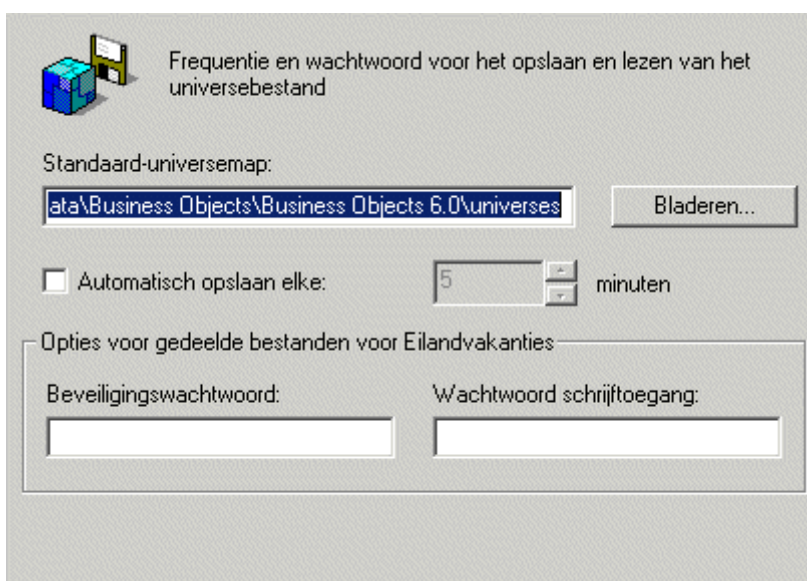 Frequentie en wachtwoord voor het opslaan en lezen van het
universebestand
Standaard-universemap:
ata\Business Objects\Business Objects 6.0\universes
Bladeren...
Automatisch opslaan elke:
5
minuten
Opties voor gedeelde bestanden voor Eilandvakanties
Beveiligingswachtwoord:
Wachtwoord schrijftoegang: